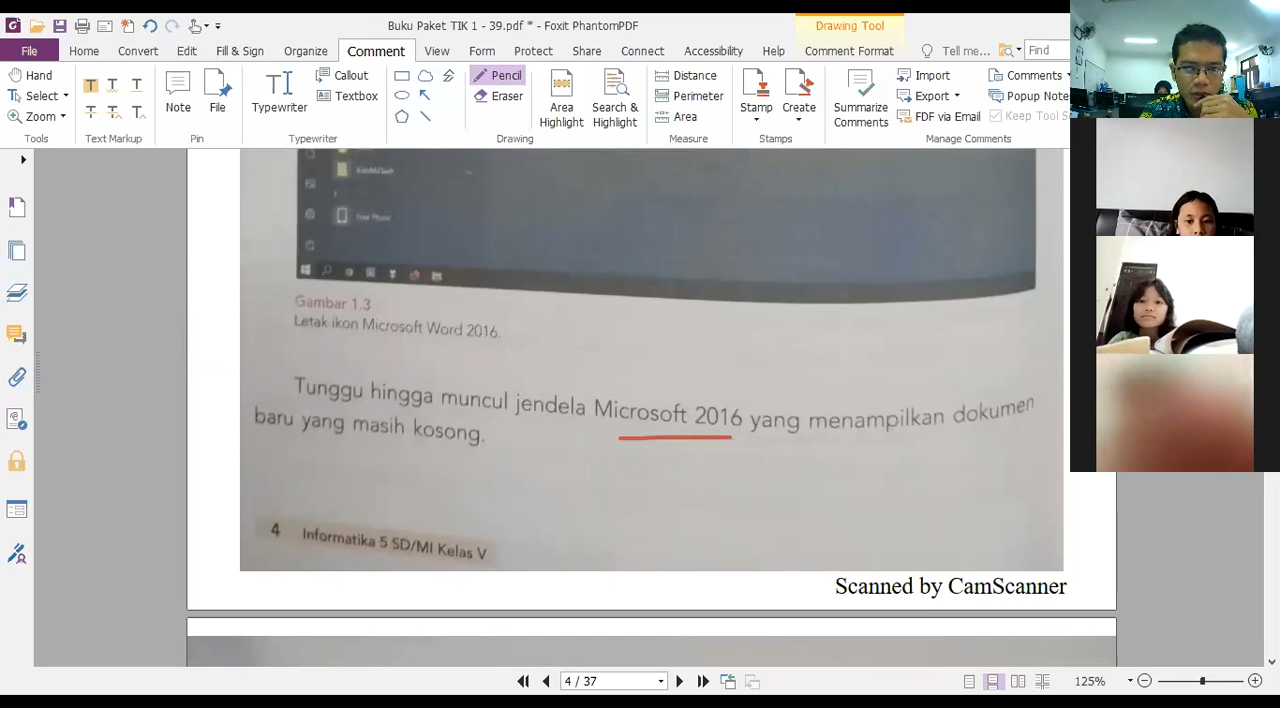 Buku Paket TIK 1 - 39.pdf * - Foxit PhantomPDF
Drawing Tool
File Home Convert Edit Fill & Sign Organize Comment View Form Protect Share Connect Accessibility Help Comment Format Tell me... Find
Hand
Select
Zoom
Tools
T T T
T T T
Text Markup
Note File
Pin
Typewriter
Callout
Textbox
Typewriter
Pencil
Eraser
Area Highlight
Search & Highlight
Drawing
Distance
Perimeter
Area
Measure
Stamp Create
Stamps
Summarize Comments
Import
Export
PDF via Email
Comments
Popup Note
Keep Tool S
Manage Comments
Your Phone
Gambar 1.3
Letak ikon Microsoft Word 2016.
Tunggu hingga muncul jendela Microsoft 2016 yang menampilkan dokumen
baru yang masih kosong.
4 Informatika 5 SD/MI Kelas V
Scanned by CamScanner
4 / 37
125%